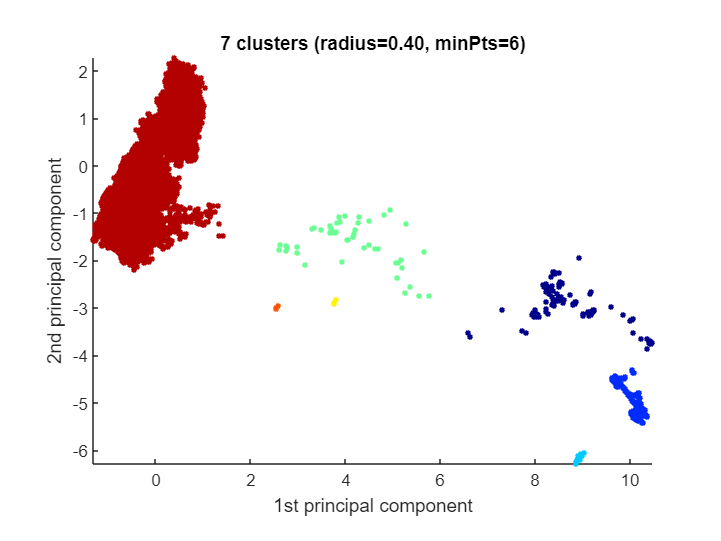 7 clusters (radius=0.40, minPts=6)
2
1
0
-1
-2
-3
-4
-5
-6
2nd principal component
0 2 4 6 8 10
1st principal component